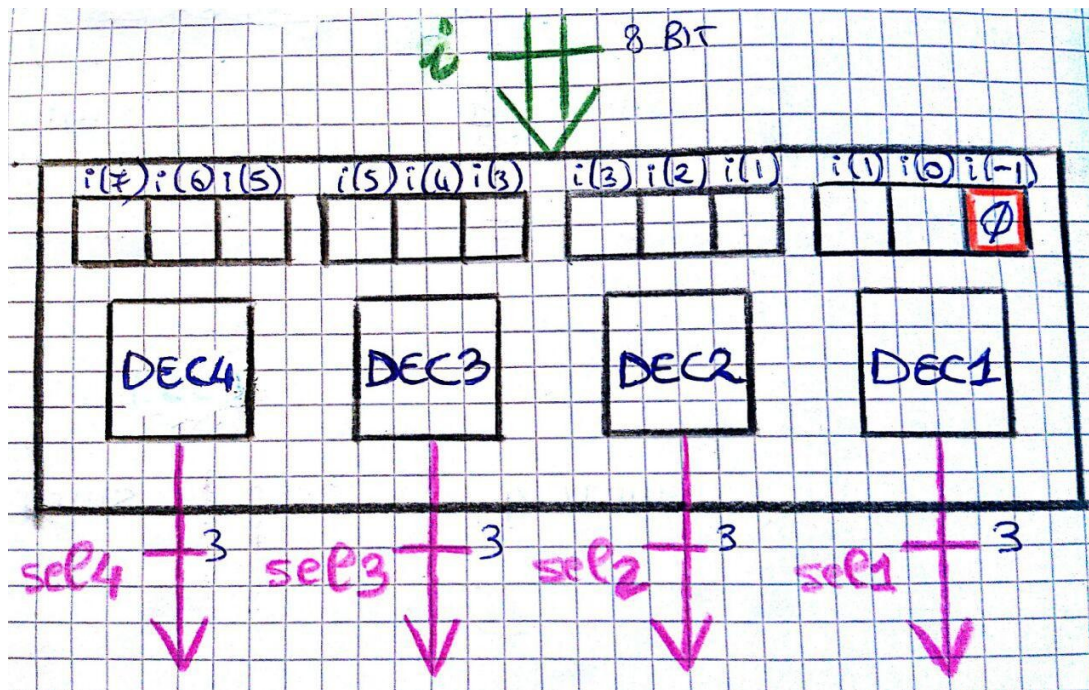 i 8 BIT
i(7) i(6) i(5) i(5) i(4) i(3) i(3) i(2) i(1) i(1) i(0) i(-1)
Ø
DEC4 DEC3 DEC2 DEC1
3 3 3 3
sel4 sel3 sel2 sel1